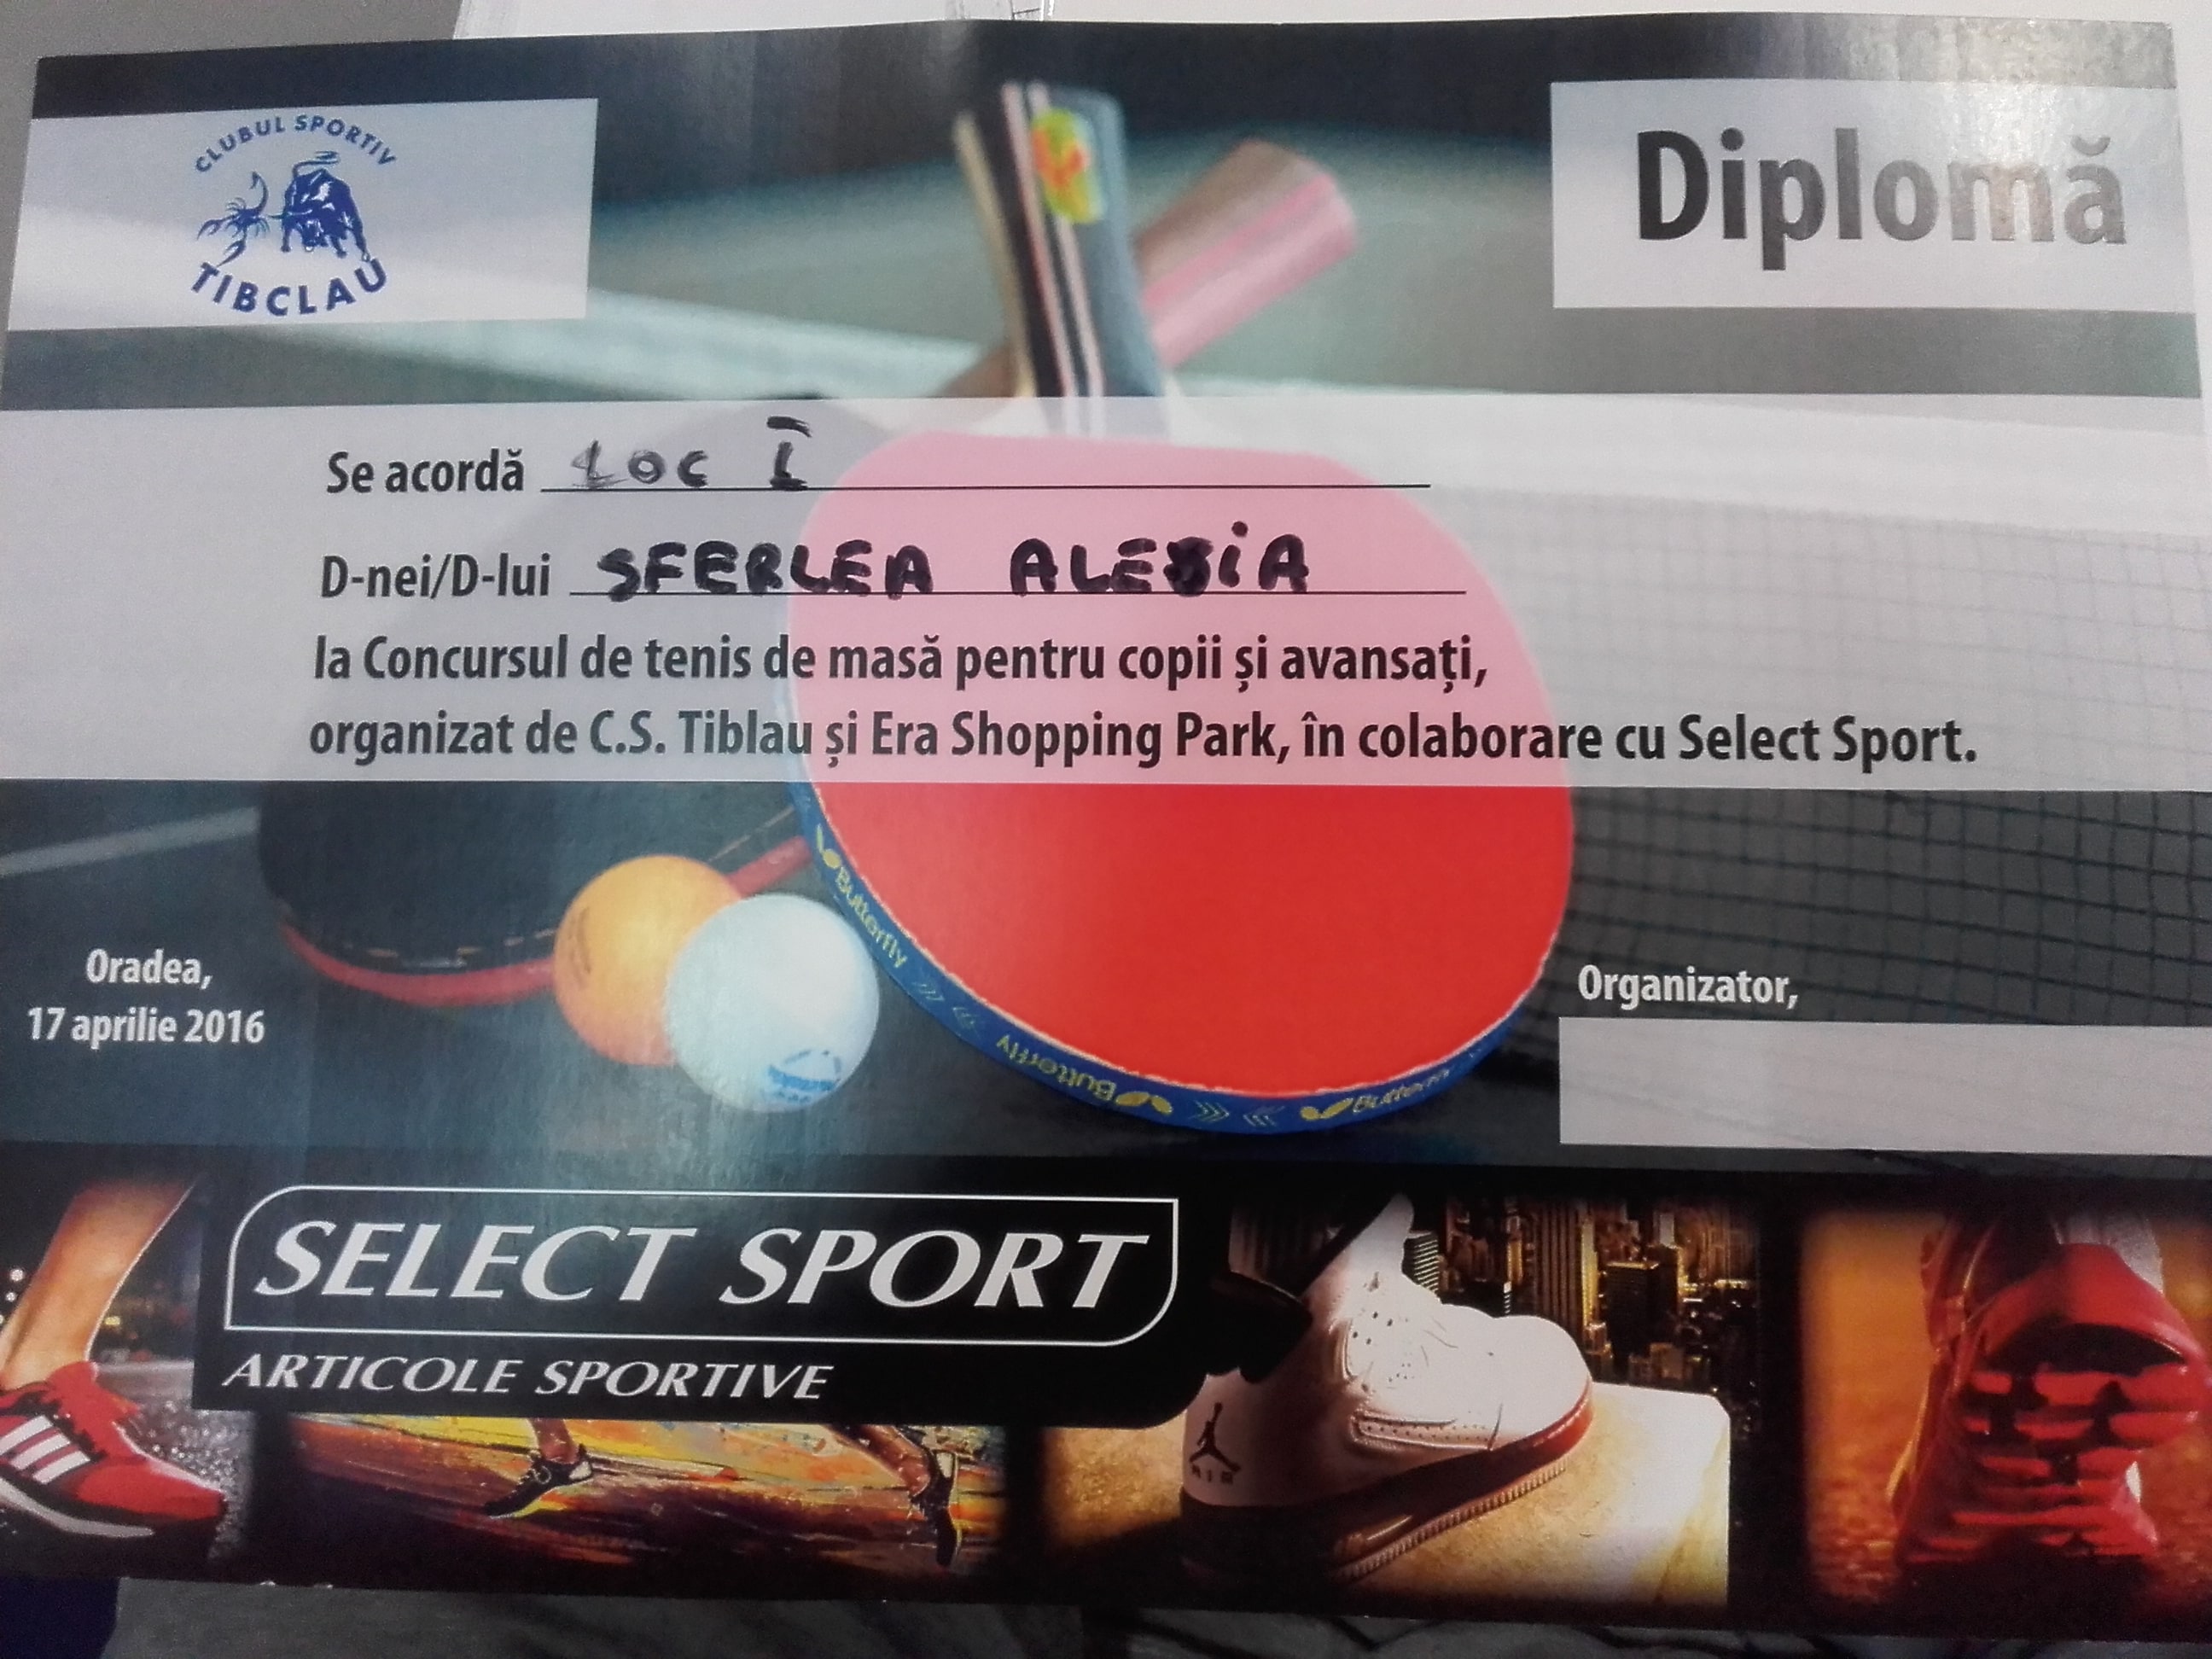 CLUBUL SPORTIV
TIBCLAU
Diplomă
Se acordă LOC I
D-nei/D-lui SFERLEA ALESIA
la Concursul de tenis de masă pentru copii și avansați,
organizat de C.S. Tiblau și Era Shopping Park, în colaborare cu Select Sport.
Butterfly
Butterfly
Butterfly
Oradea,
17 aprilie 2016
Organizator,
SELECT SPORT
ARTICOLE SPORTIVE
AIR